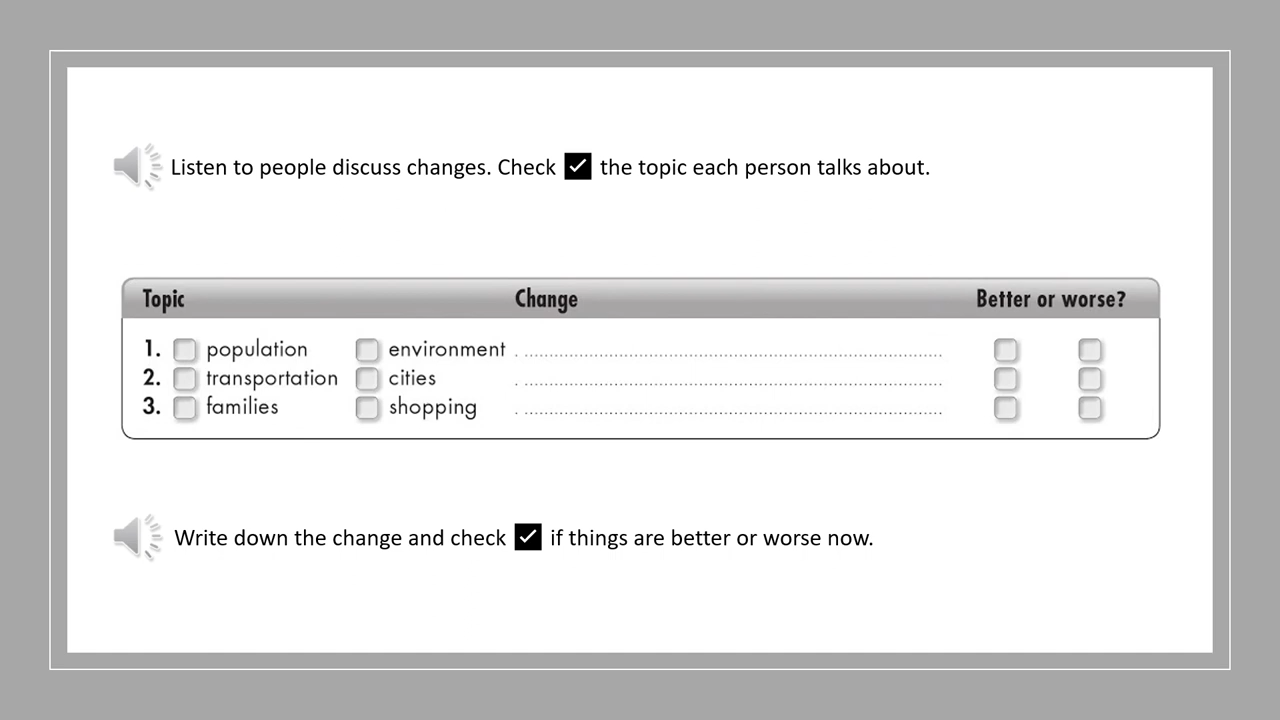 Listen to people discuss changes. Check ☑ the topic each person talks about.
Topic Change Better or worse?
1. population environment
2. transportation cities
3. families shopping
Write down the change and check ☑ if things are better or worse now.